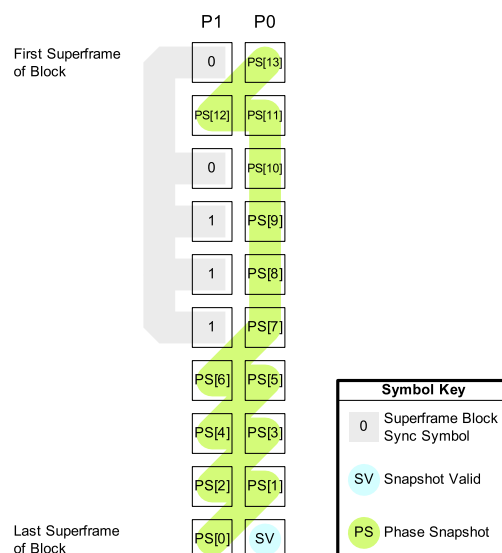 P1 P0
First Superframe
of Block
0 PS[13]
PS[12] PS[11]
0 PS[10]
1 PS[9]
1 PS[8]
1 PS[7]
PS[6] PS[5]
PS[4] PS[3]
PS[2] PS[1]
Last Superframe
of Block
PS[0] SV
Symbol Key
0 Superframe Block
Sync Symbol
SV Snapshot Valid
PS Phase Snapshot